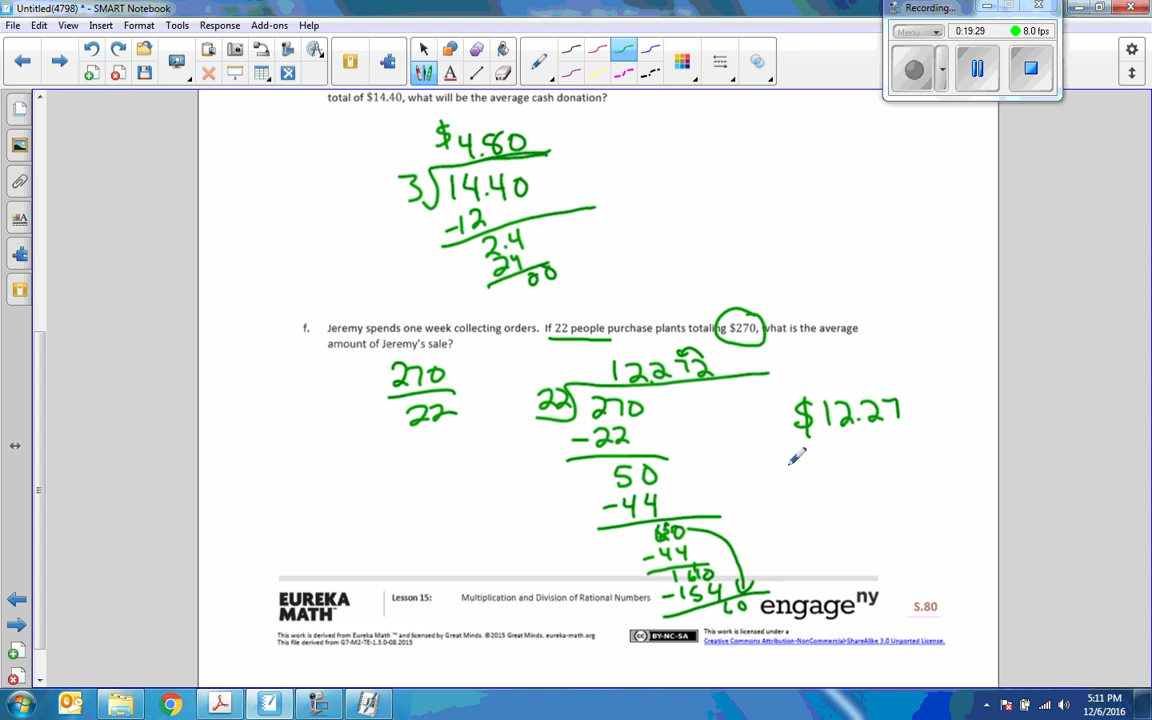 Untitled(4798) * - SMART Notebook
Recording...
File Edit View Insert Format Tools Response Add-ons Help
Menu
0:19:29
8.0 fps
total of $14.40, what will be the average cash donation?
$4.80
3 14.40
-12
2.4
24
00
f. Jeremy spends one week collecting orders. If 22 people purchase plants totaling $270, what is the average
amount of Jeremy's sale?
270
22
12.272
22 270
-22
50
-44
60
-44
160
-154
60
$12.27
EUREKA
MATH™
Lesson 15: Multiplication and Division of Rational Numbers
engageny
S.80
This work is derived from Eureka Math ™ and licensed by Great Minds. ©2015 Great Minds. eureka-math.org
This file derived from G7-M2-TE-1.3.0-08.2015
CC BY-NC-SA
This work is licensed under a
Creative Commons Attribution-NonCommercial-ShareAlike 3.0 Unported License.
5:11 PM
12/6/2016